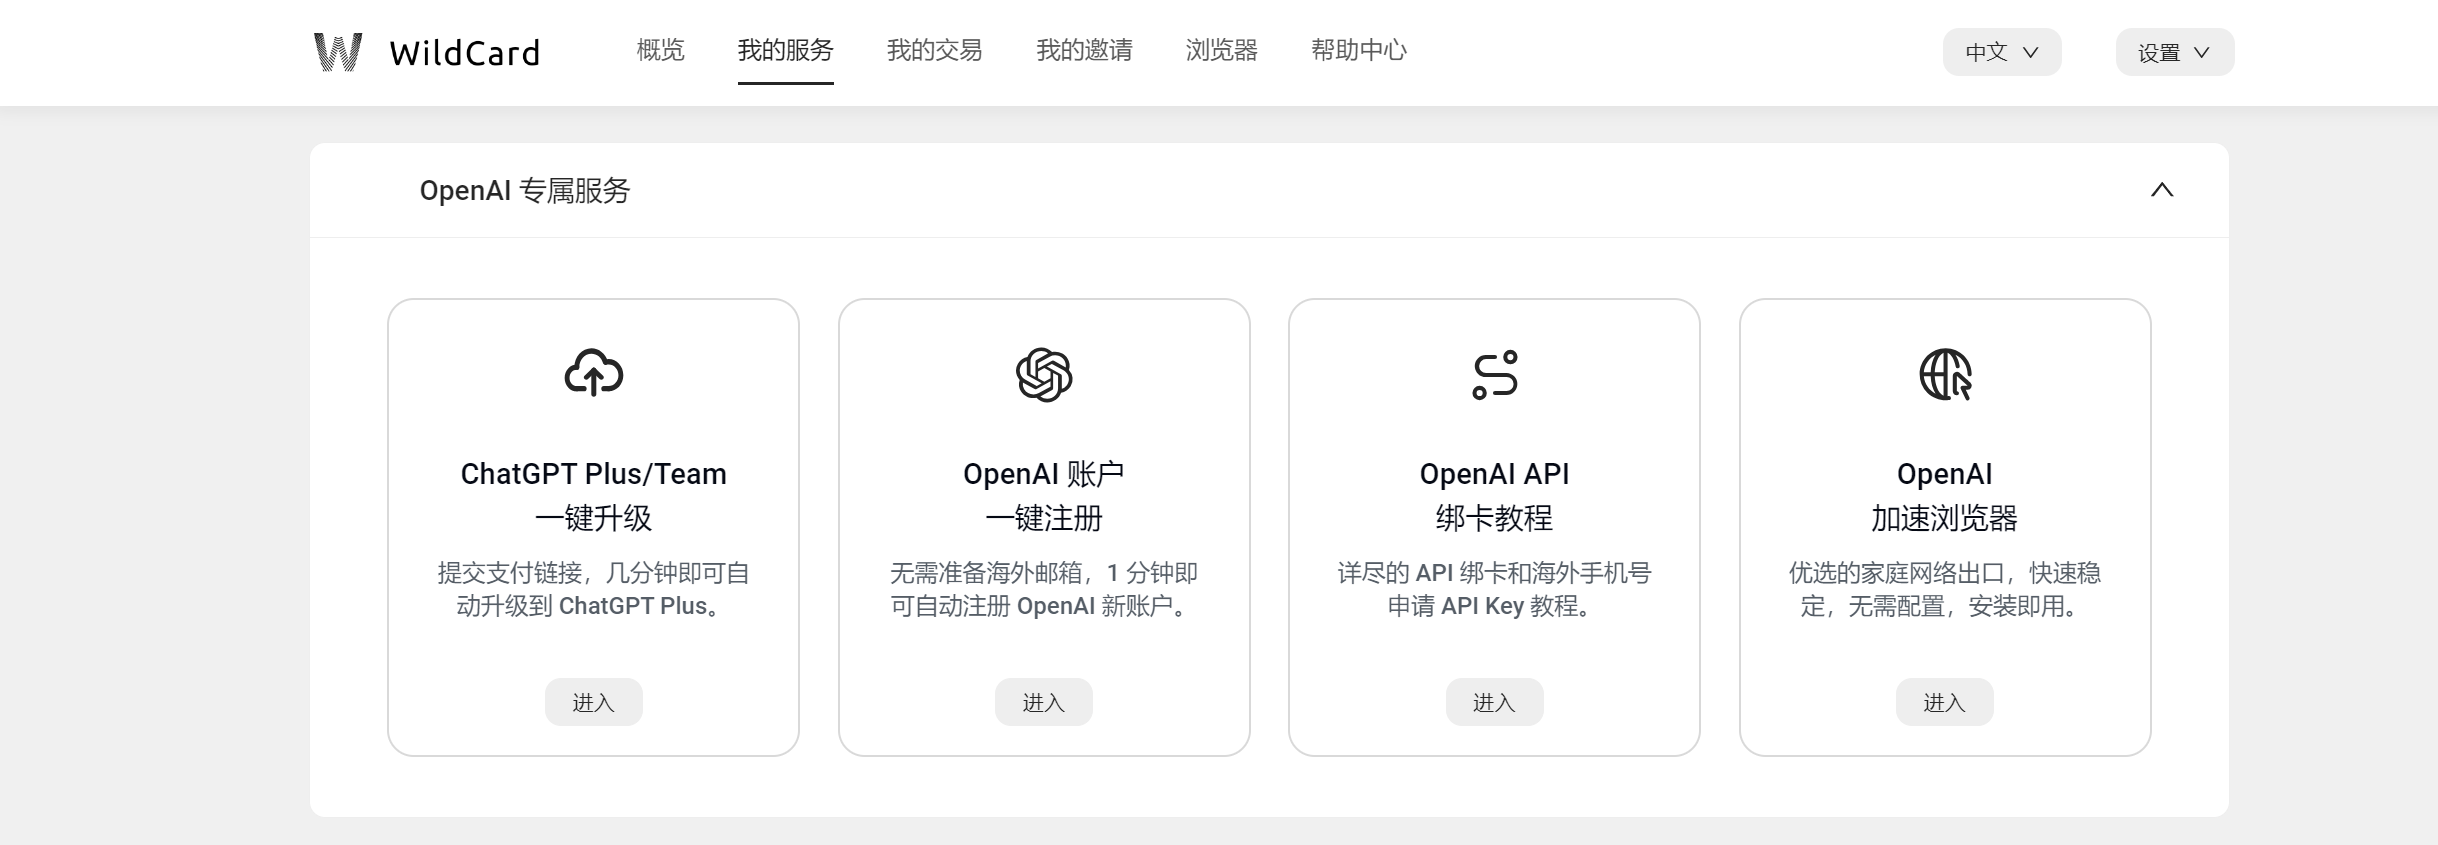 WildCard
概览
我的服务
我的交易
我的邀请
浏览器
帮助中心
中文
设置
OpenAI 专属服务
ChatGPT Plus/Team
一键升级
提交支付链接，几分钟即可自
动升级到 ChatGPT Plus。
进入
OpenAI 账户
一键注册
无需准备海外邮箱，1 分钟即
可自动注册 OpenAI 新账户。
进入
OpenAI API
绑卡教程
详尽的 API 绑卡和海外手机号
申请 API Key 教程。
进入
OpenAI
加速浏览器
优选的家庭网络出口，快速稳
定，无需配置，安装即用。
进入